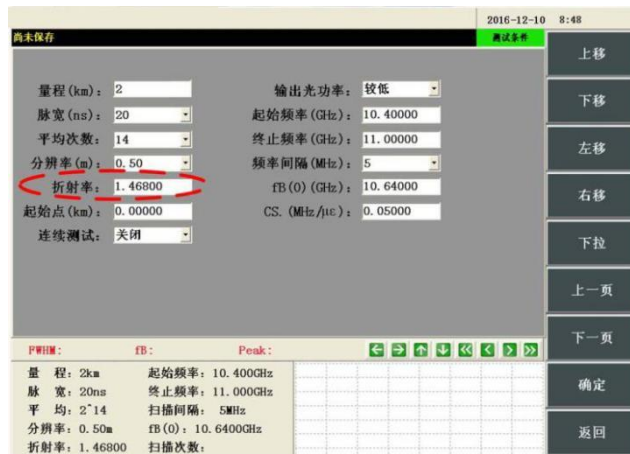 2016-12-10 8:48
尚未保存 测试条件
量程(km): 2 输出光功率: 较低
脉宽(ns): 20 起始频率(GHz): 10.40000
平均次数: 14 终止频率(GHz): 11.00000
分辨率(m): 0.50 频率间隔(MHz): 5
折射率: 1.46800 fB(0)(GHz): 10.64000
起始点(km): 0.00000 CS.(MHz/με): 0.05000
连续测试: 关闭
FWHM: fB: Peak:
量 程: 2km 起始频率: 10.400GHz
脉 宽: 20ns 终止频率: 11.000GHz
平 均: 2^14 扫描间隔: 5MHz
分辨率: 0.50m fB(0): 10.6400GHz
折射率: 1.46800 扫描次数:
上移
下移
左移
右移
下拉
上一页
下一页
确定
返回